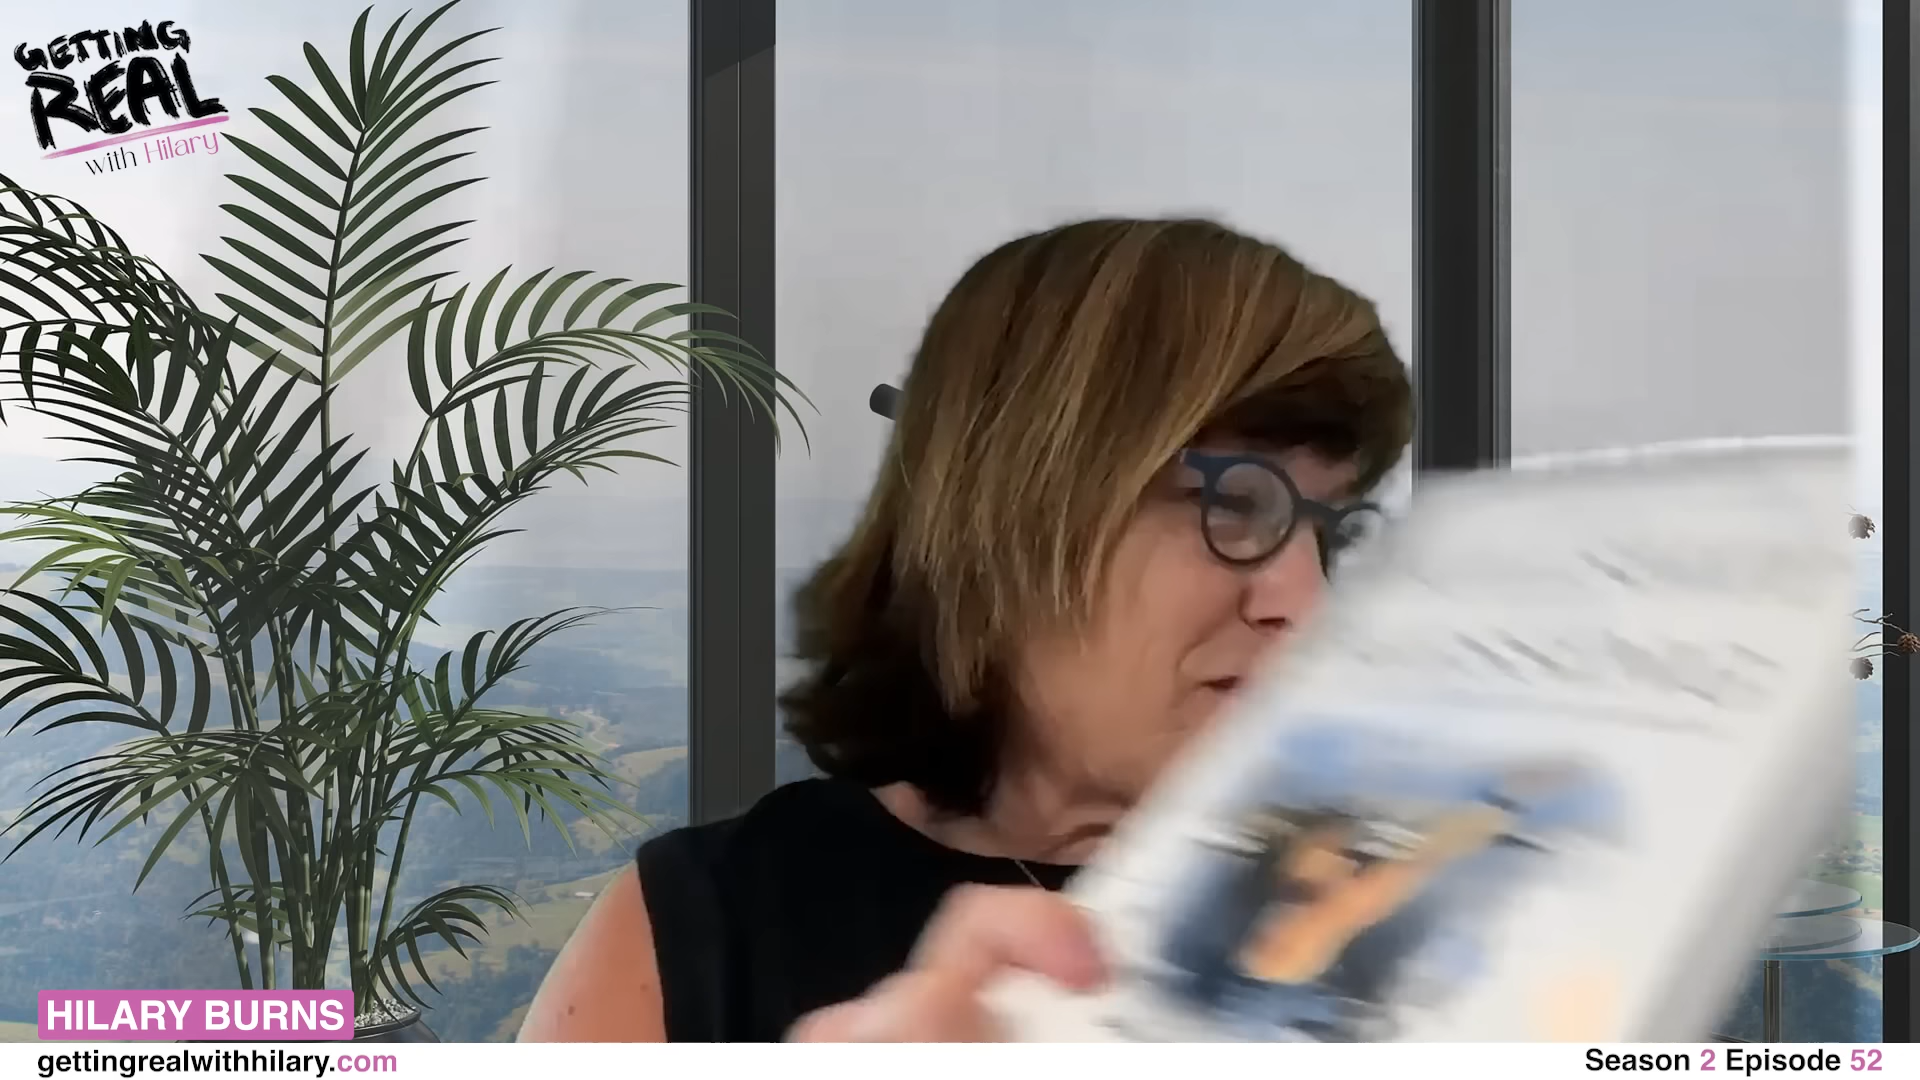 GETTING
REAL
with Hilary
HILARY BURNS
gettingrealwithhilary.com
Season 2 Episode 52